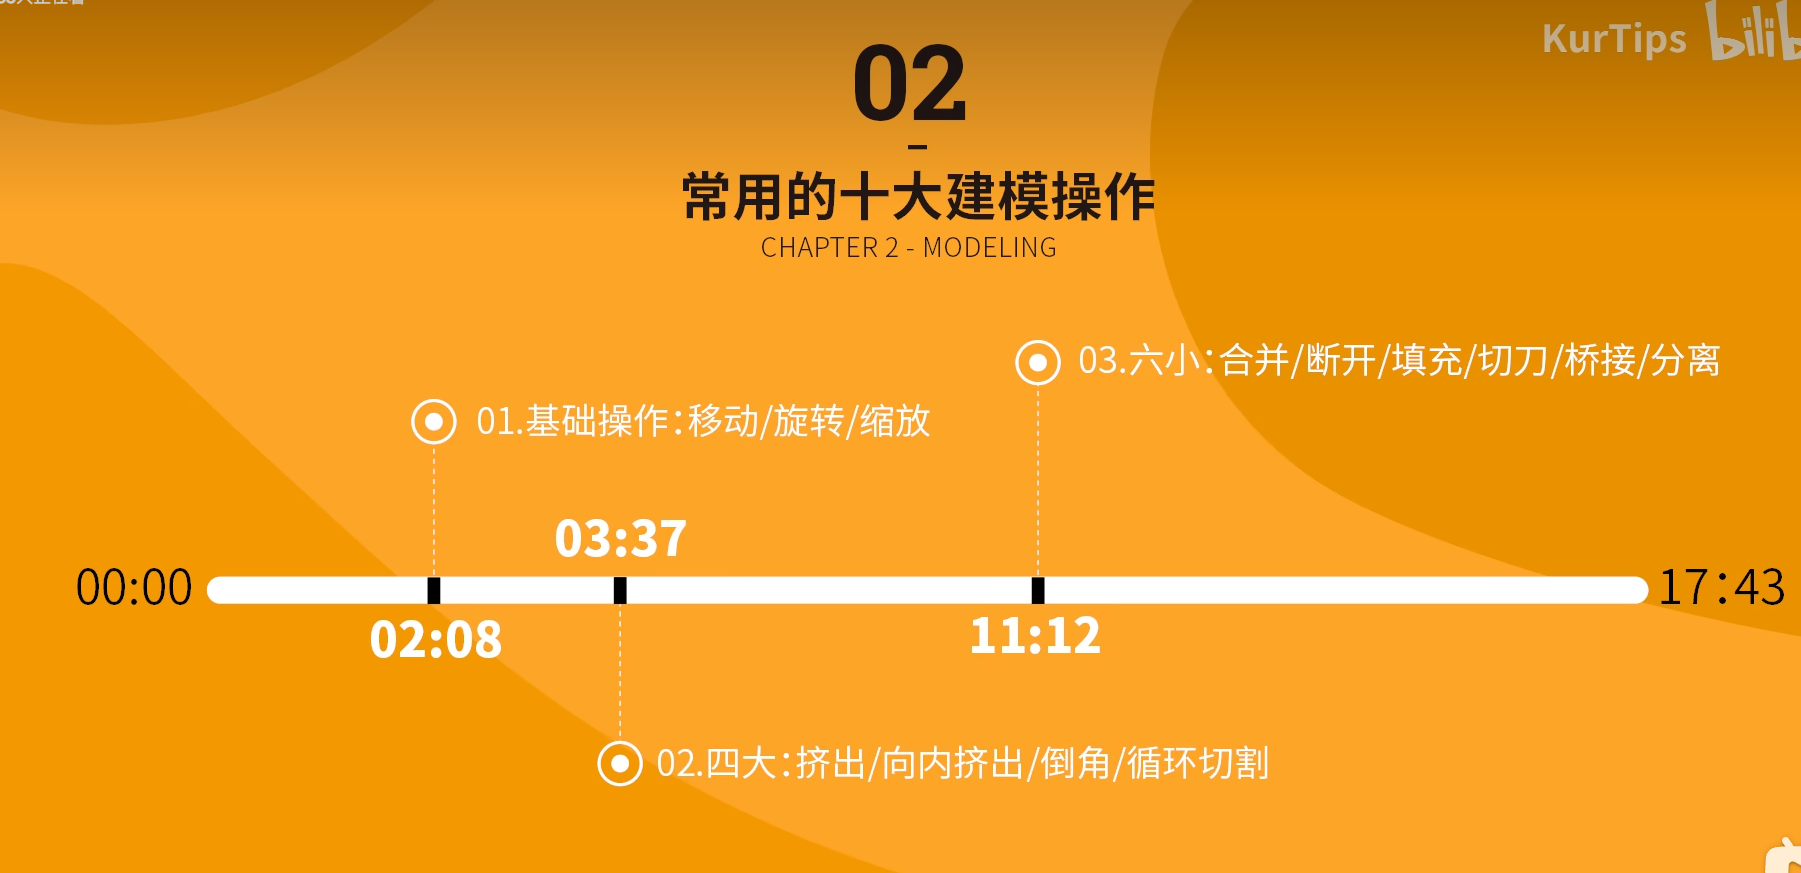 KurTips
02
常用的十大建模操作
CHAPTER 2 - MODELING
03.六小：合并/断开/填充/切刀/桥接/分离
01.基础操作：移动/旋转/缩放
03:37
00:00
17:43
02:08
11:12
02.四大：挤出/向内挤出/倒角/循环切割